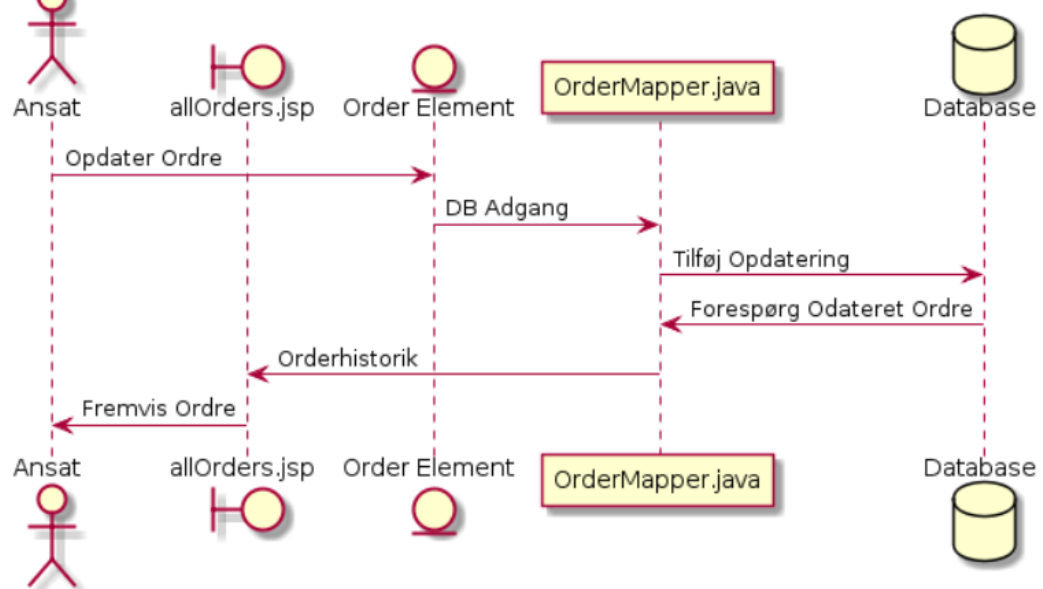 Ansat allOrders.jsp Order Element OrderMapper.java Database
Opdater Ordre
DB Adgang
Tilføj Opdatering
Forespørg Odateret Ordre
Orderhistorik
Fremvis Ordre
Ansat allOrders.jsp Order Element OrderMapper.java Database